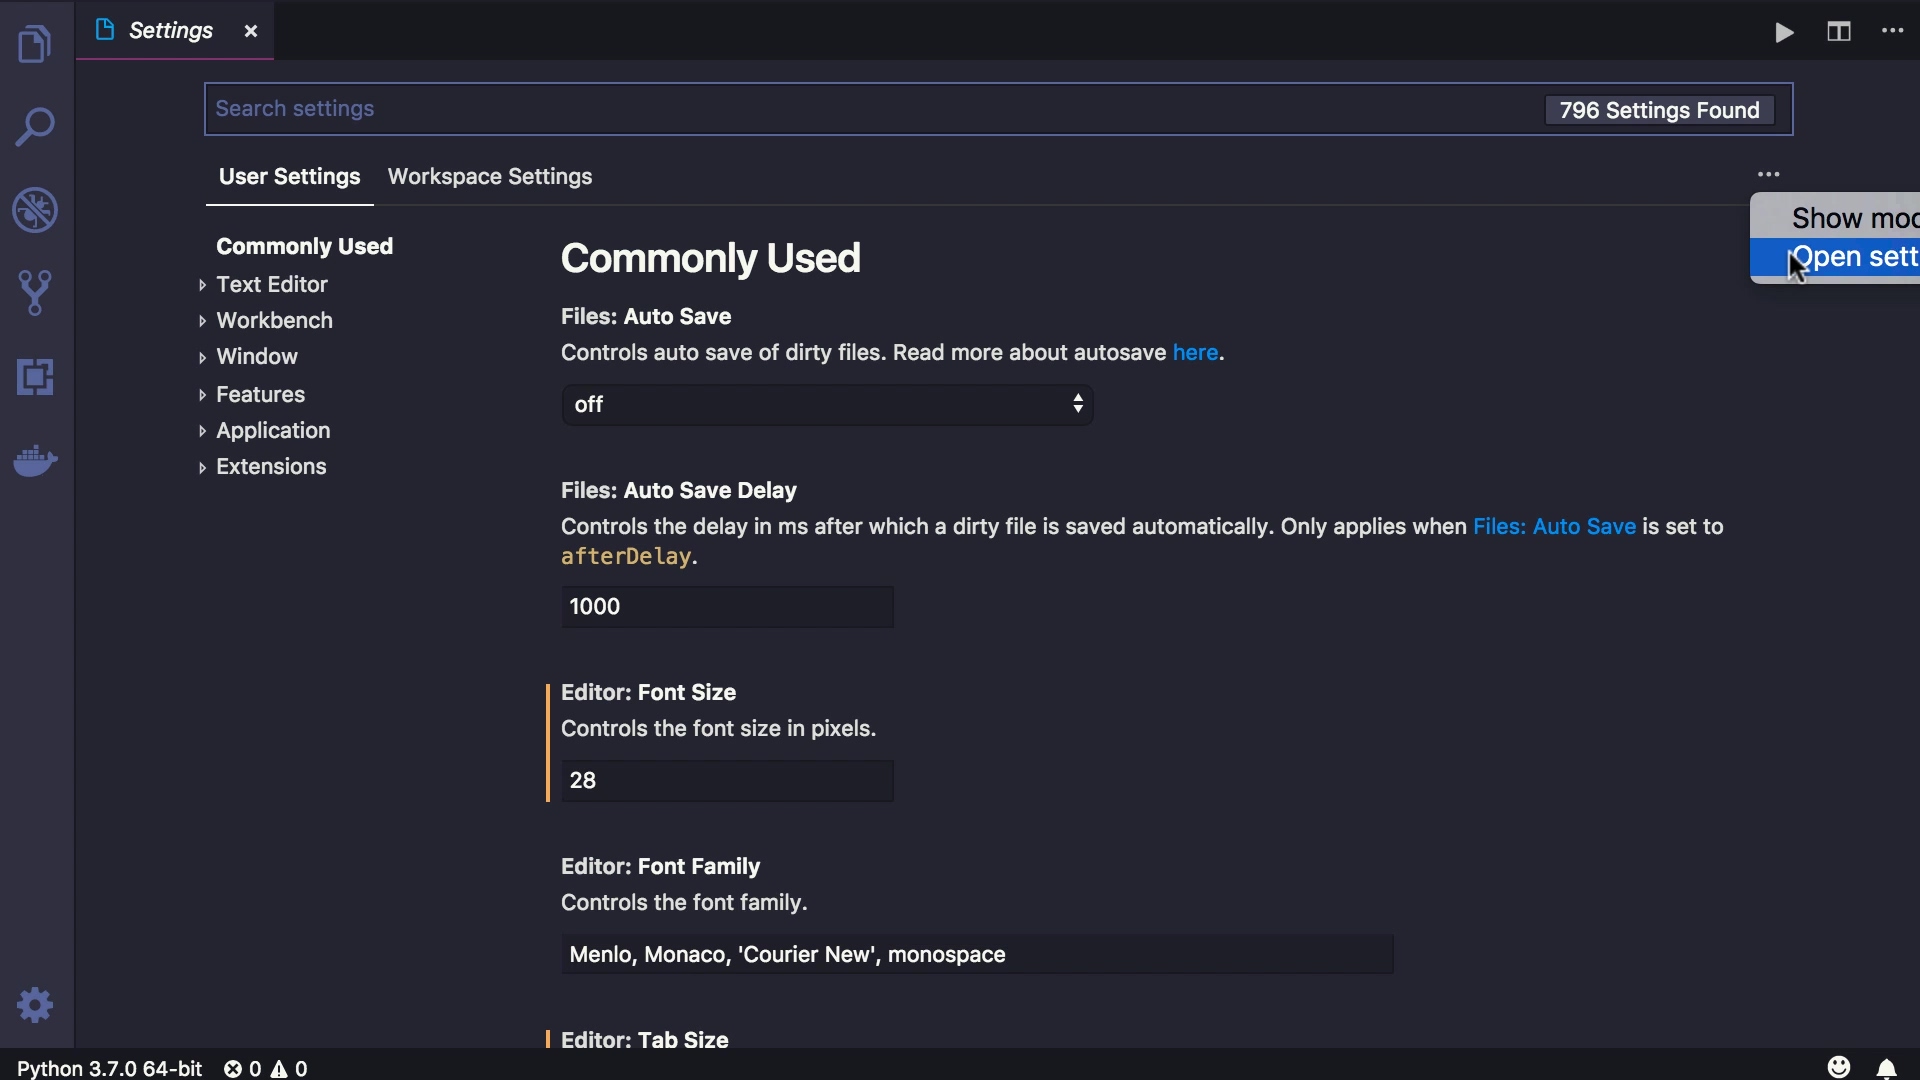 Settings
Search settings
796 Settings Found
User Settings
Workspace Settings
Show
Open
Commonly Used
Text Editor
Workbench
Window
Features
Application
Extensions
Commonly Used
Files: Auto Save
Controls auto save of dirty files. Read more about autosave here.
off
Files: Auto Save Delay
Controls the delay in ms after which a dirty file is saved automatically. Only applies when Files: Auto Save is set to
afterDelay.
1000
Editor: Font Size
Controls the font size in pixels.
28
Editor: Font Family
Controls the font family.
Menlo, Monaco, 'Courier New', monospace
Editor: Tab Size
Python 3.7.0 64-bit
0
0